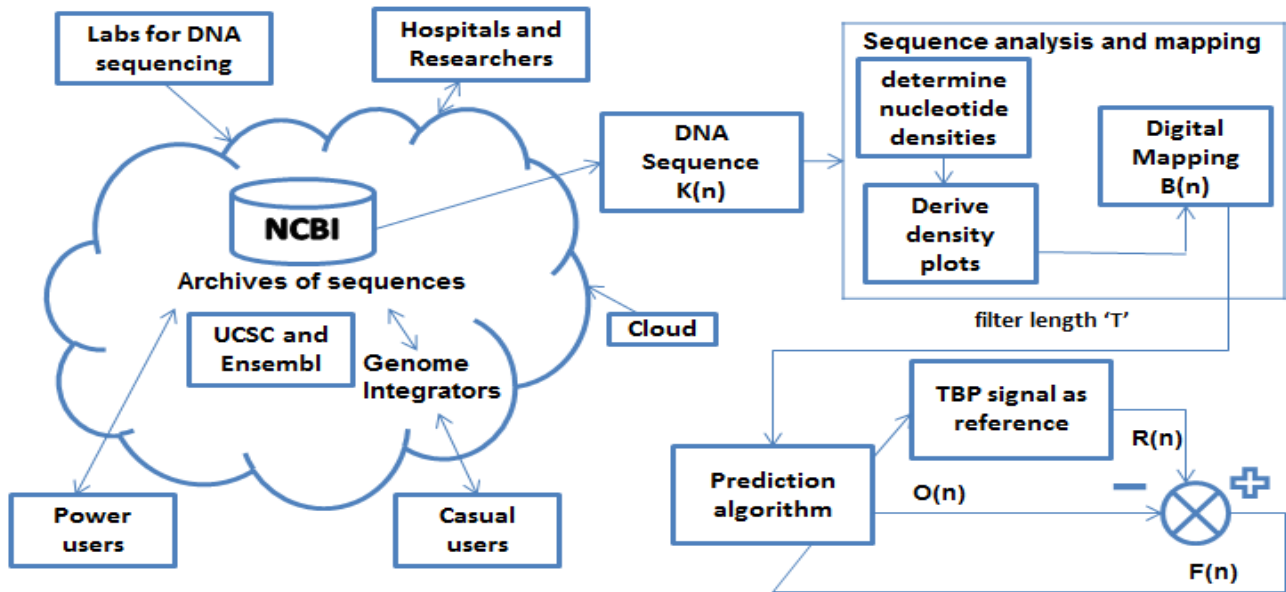 Labs for DNA
sequencing
Hospitals and
Researchers
NCBI
Archives of sequences
UCSC and
Ensembl
Genome
Integrators
Cloud
Power
users
Casual
users
DNA
Sequence
K(n)
Sequence analysis and mapping
determine
nucleotide
densities
Derive
density
plots
Digital
Mapping
B(n)
filter length ‘T’
Prediction
algorithm
TBP signal as
reference
R(n)
O(n)
−
+
F(n)